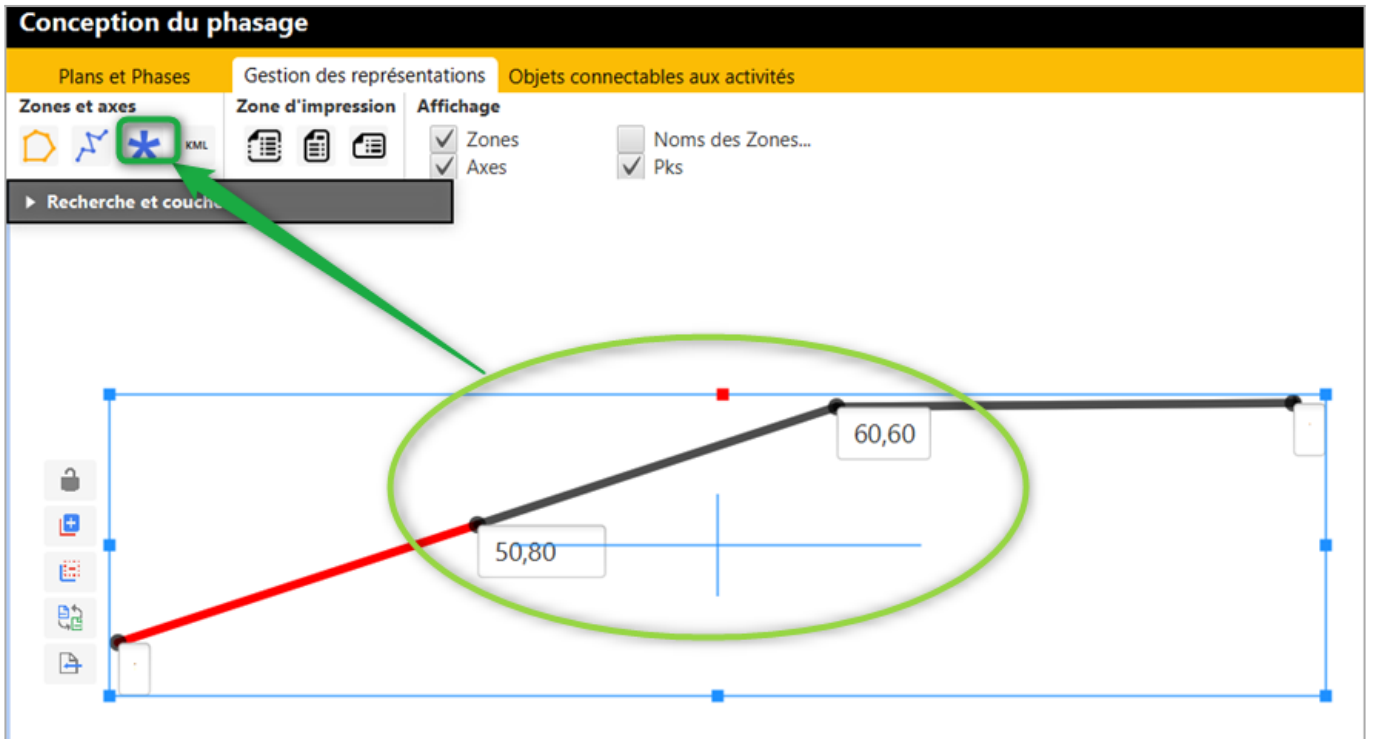 Conception du phasage
Plans et Phases Gestion des représentations Objets connectables aux activités
Zones et axes Zone d'impression Affichage
KML Zones Noms des Zones...
Axes Pks
Recherche et couche
60,60
50,80